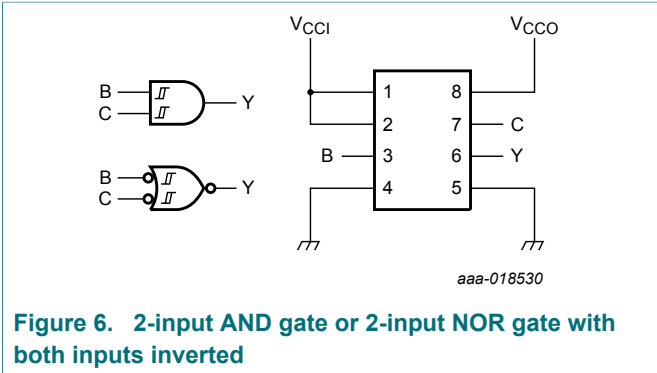 VCCI VCCO
B C Y
1 8
2 7 C
B 3 6 Y
B C Y
4 5
aaa-018530
Figure 6. 2-input AND gate or 2-input NOR gate with
both inputs inverted